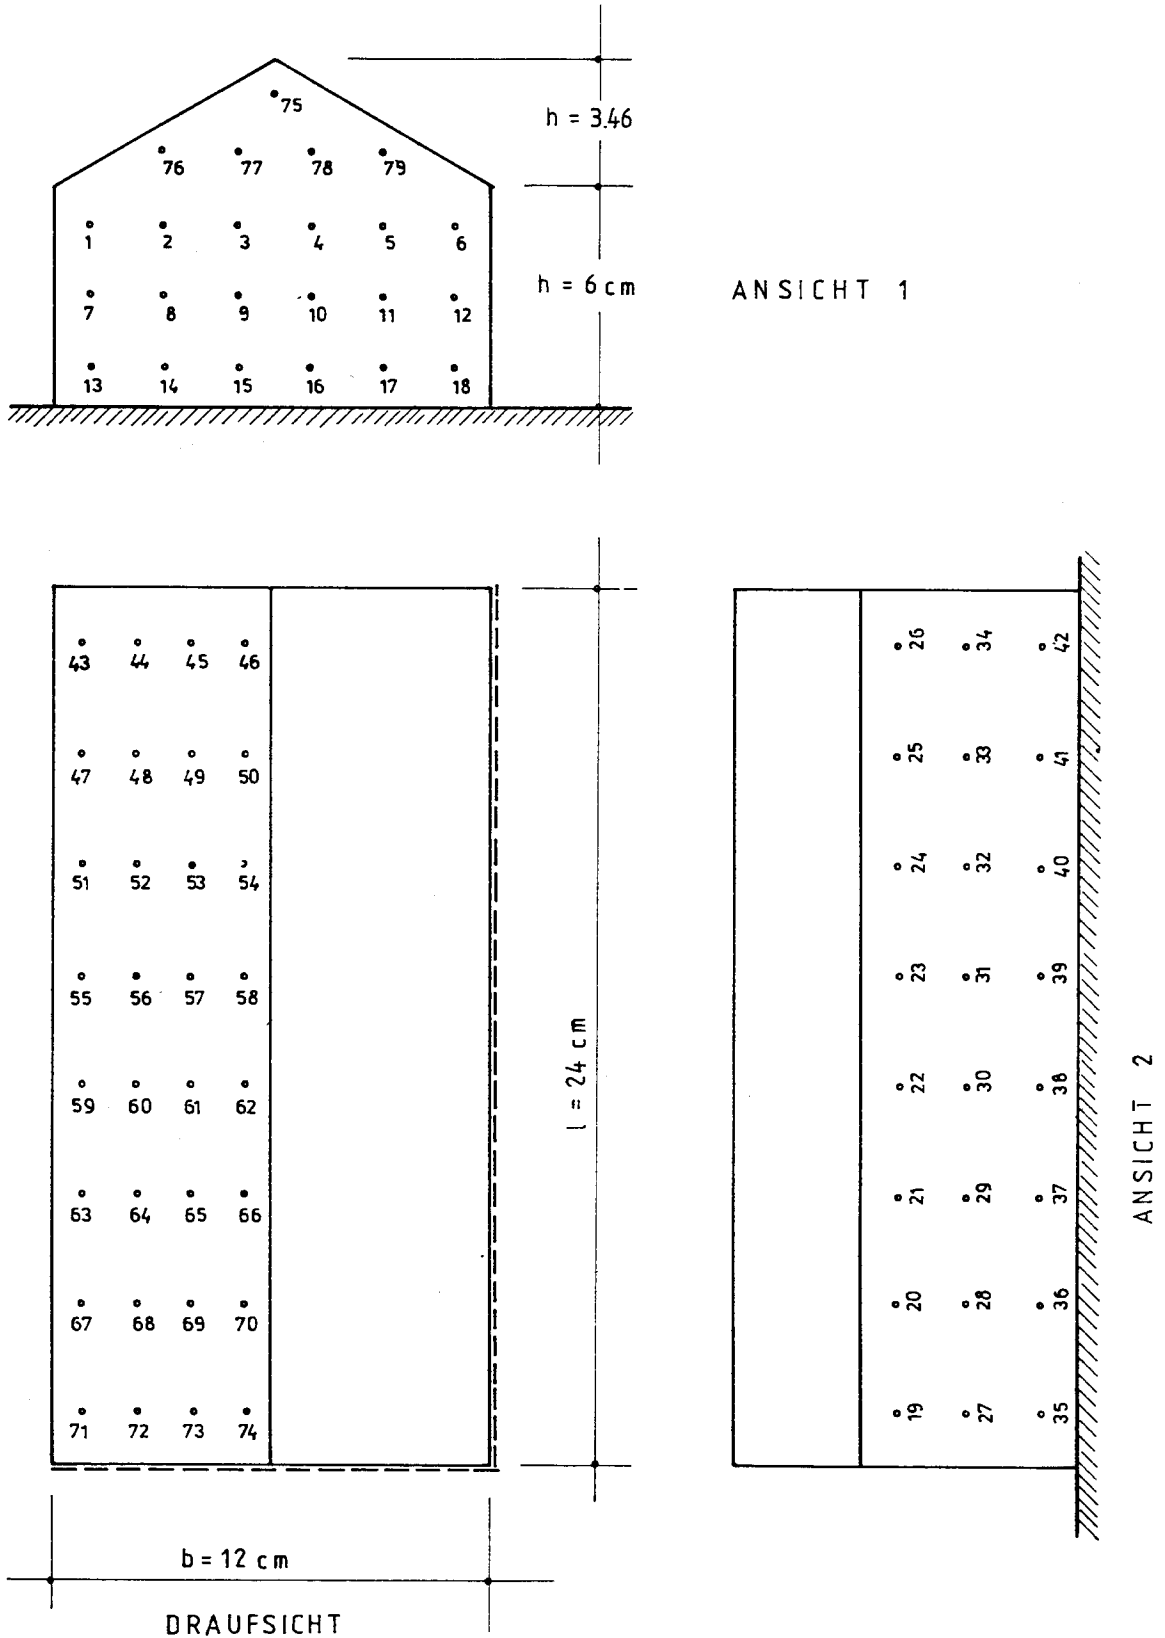 75
h = 3.46
76 77 78 79
1 2 3 4 5 6
h = 6 cm
ANSICHT 1
7 8 9 10 11 12
13 14 15 16 17 18
43 44 45 46
47 48 49 50
51 52 53 54
55 56 57 58
59 60 61 62
63 64 65 66
67 68 69 70
71 72 73 74
l = 24 cm
26 34 42
25 33 41
24 32 40
23 31 39
22 30 38
21 29 37
20 28 36
19 27 35
ANSICHT 2
b = 12 cm
DRAUFSICHT